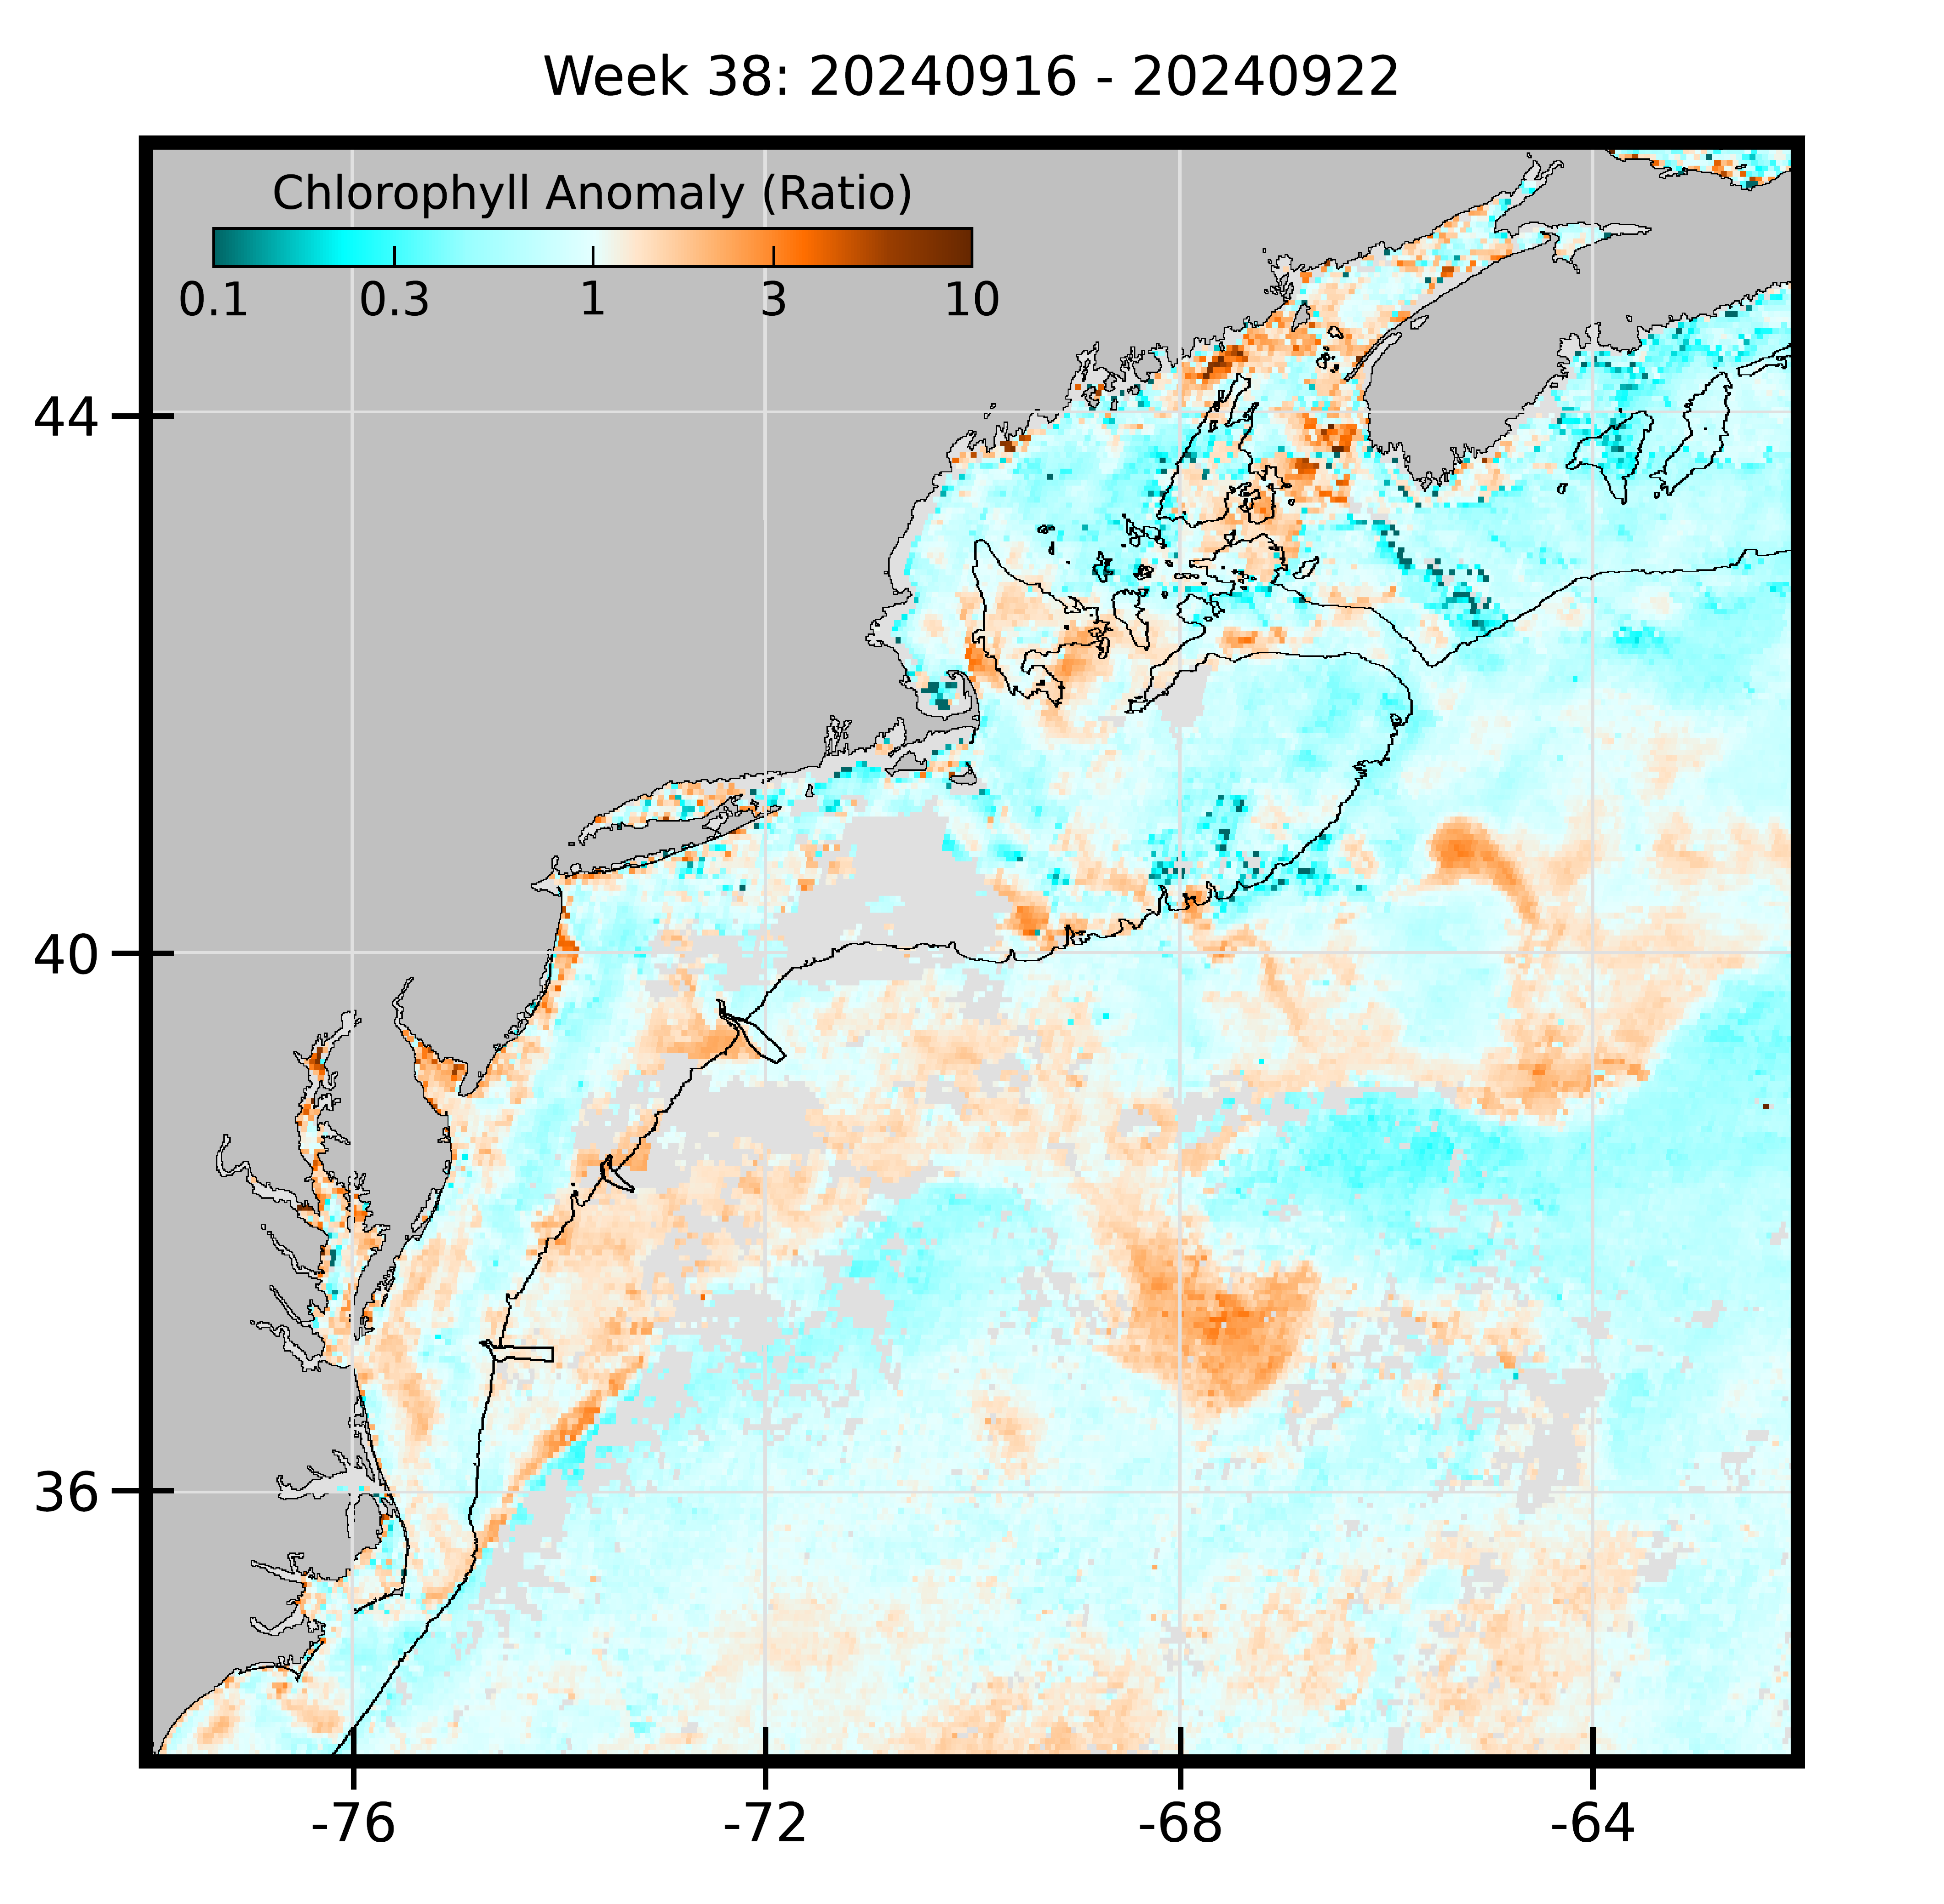 Week 38: 20240916 - 20240922
Chlorophyll Anomaly (Ratio)
0.1 0.3 1 3 10
44
40
36
-76 -72 -68 -64